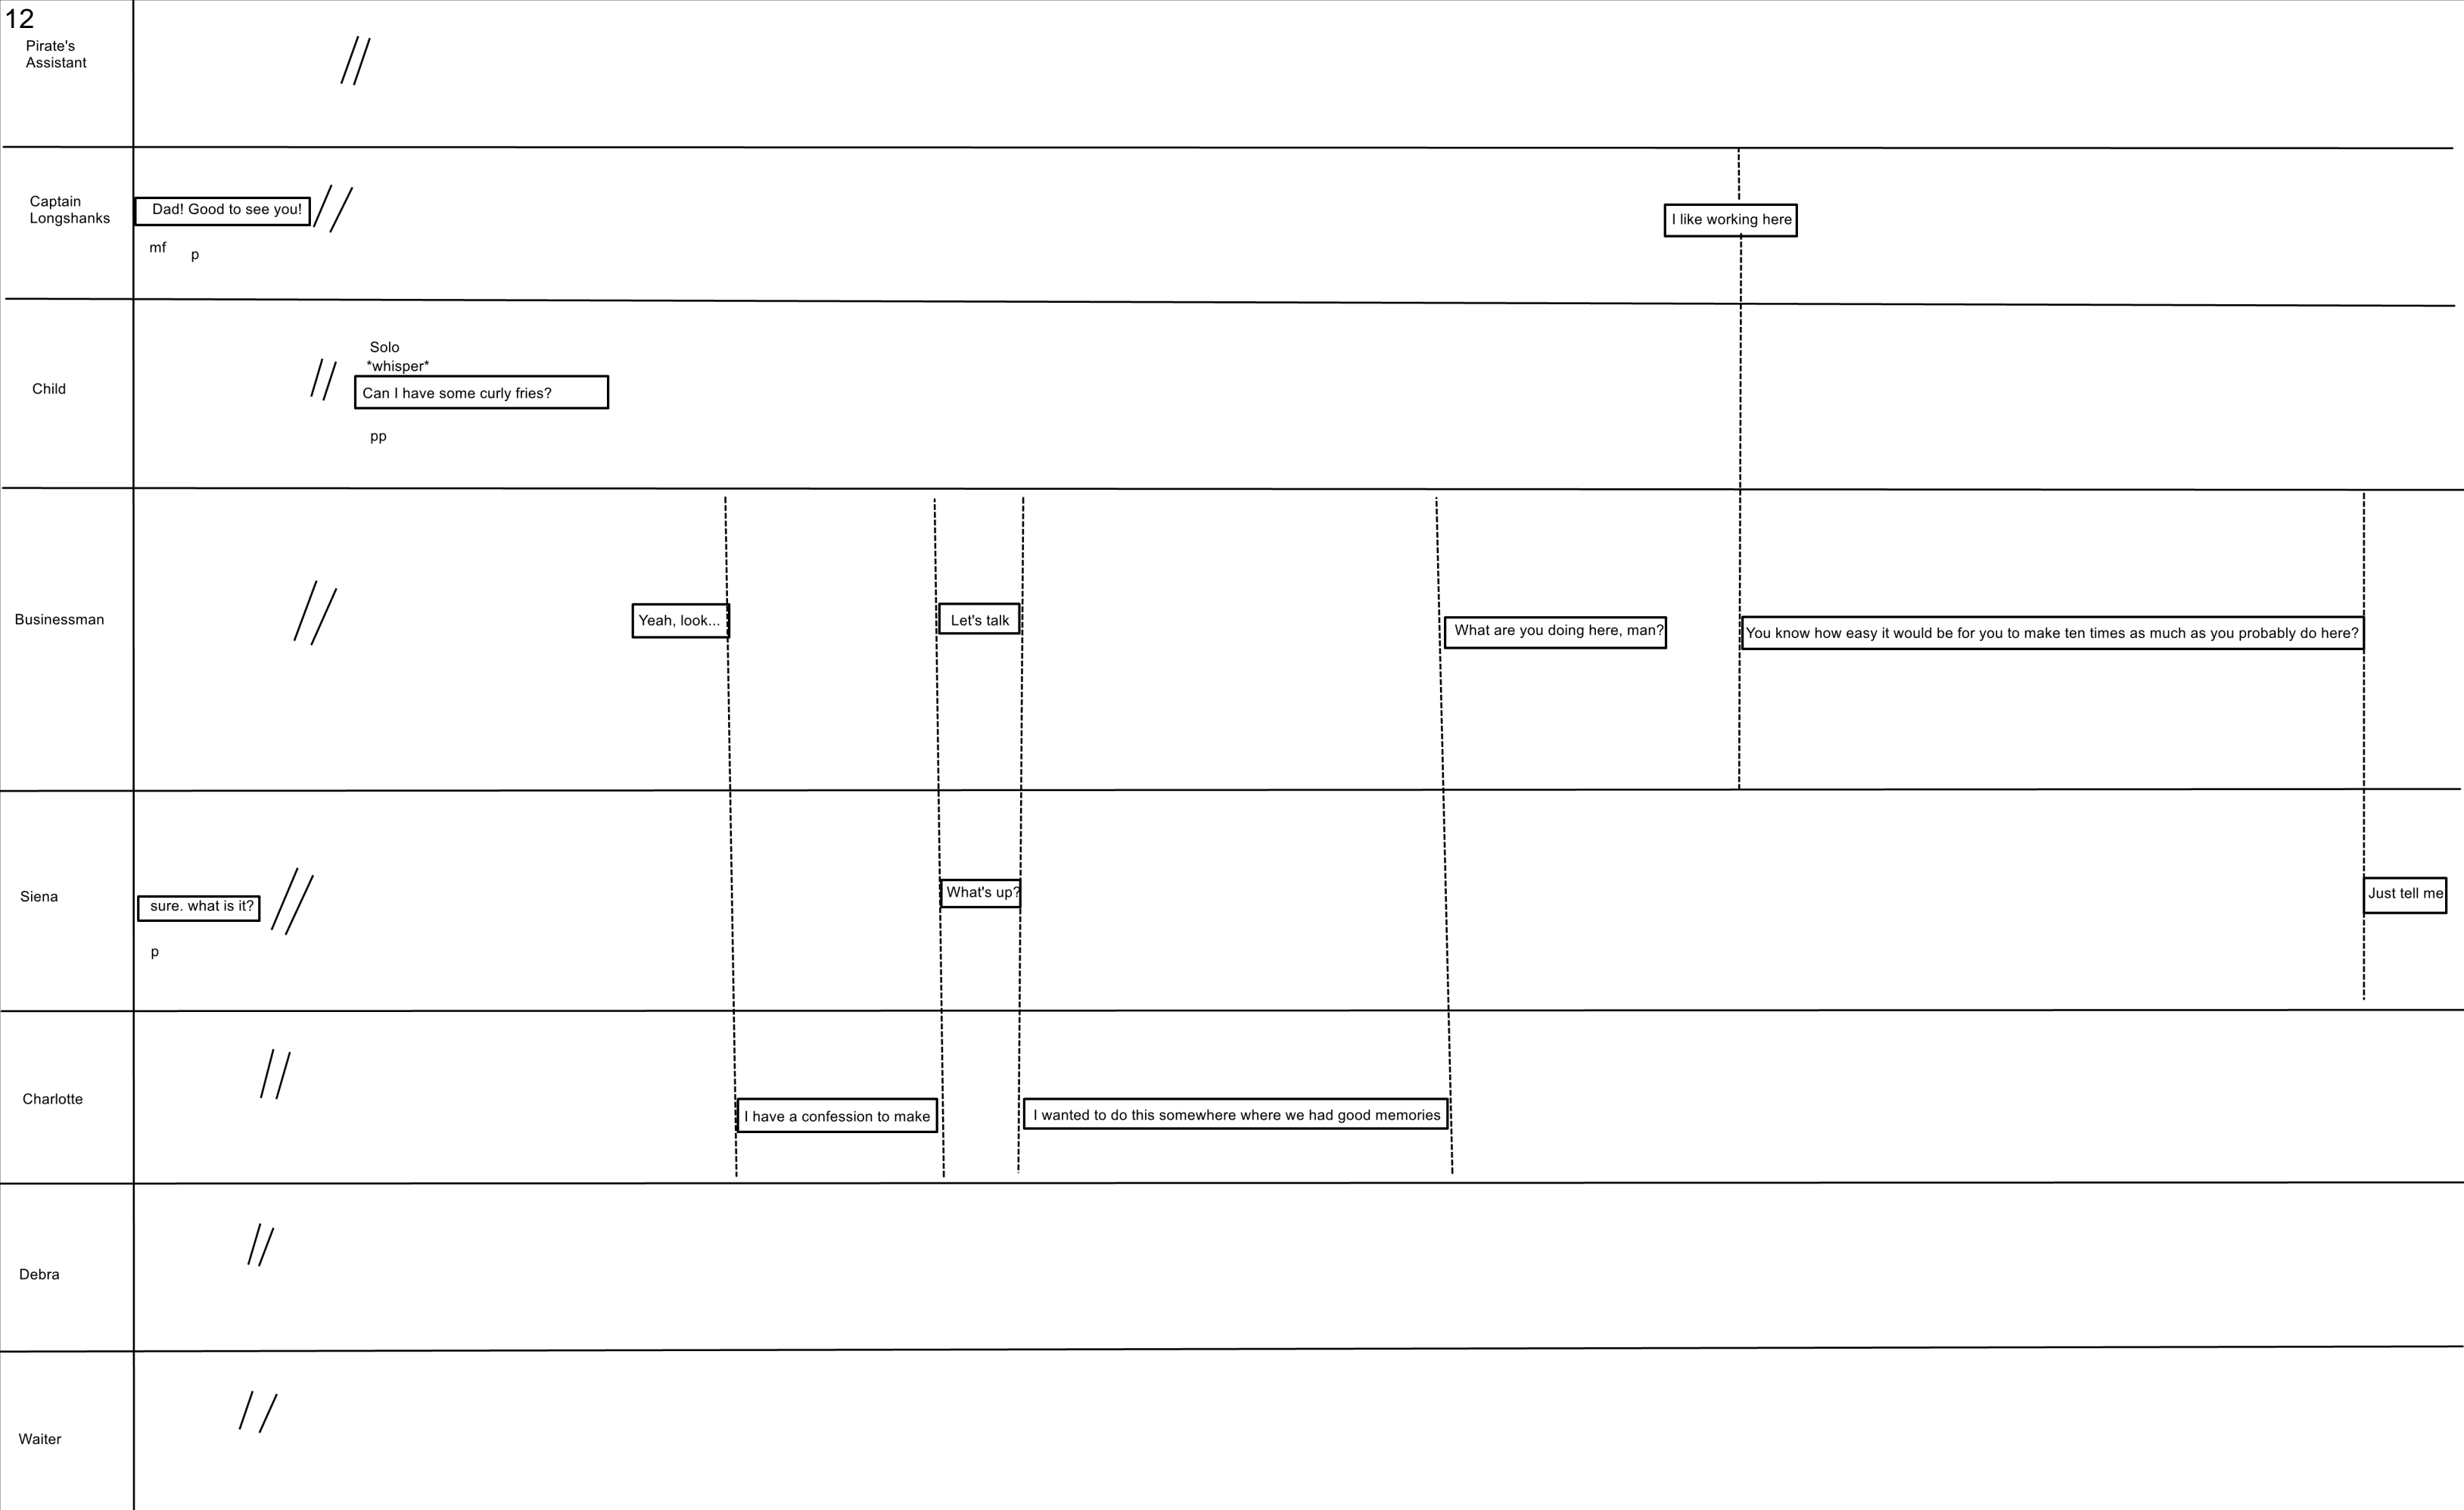 12
Pirate's
Assistant
Captain
Longshanks
Dad! Good to see you!
mf
p
I like working here
Child
Solo
*whisper*
Can I have some curly fries?
pp
Businessman
Yeah, look...
Let's talk
What are you doing here, man?
You know how easy it would be for you to make ten times as much as you probably do here?
Siena
sure. what is it?
p
What's up?
Just tell me
Charlotte
I have a confession to make
I wanted to do this somewhere where we had good memories
Debra
Waiter